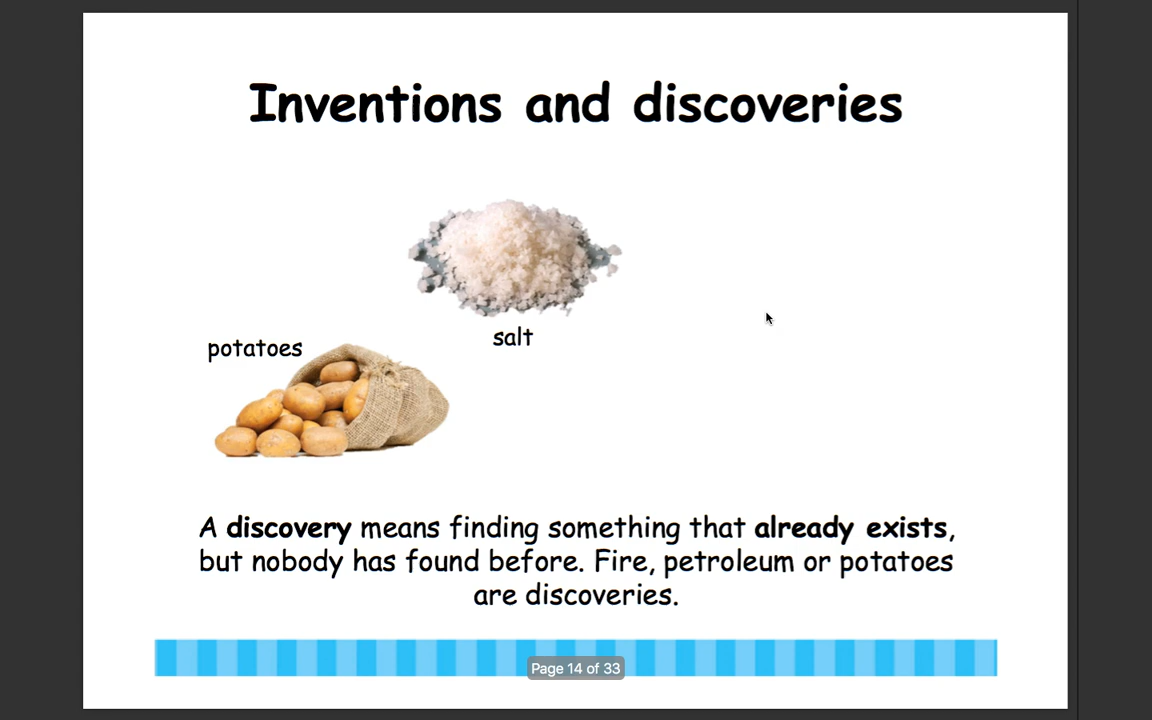 Inventions and discoveries
salt
potatoes
A discovery means finding something that already exists,
but nobody has found before. Fire, petroleum or potatoes
are discoveries.
Page 14 of 33